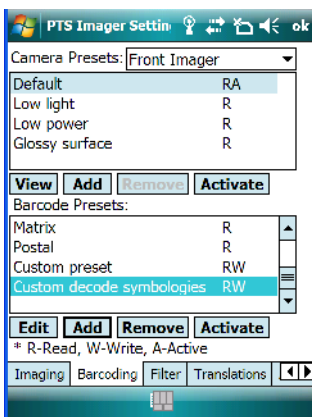 PTS Imager Settin ok
Camera Presets: Front Imager
Default RA
Low light R
Low power R
Glossy surface R
View Add Remove Activate
Barcode Presets:
Matrix R
Postal R
Custom preset RW
Custom decode symbologies RW
Edit Add Remove Activate
* R-Read, W-Write, A-Active
Imaging Barcoding Filter Translations